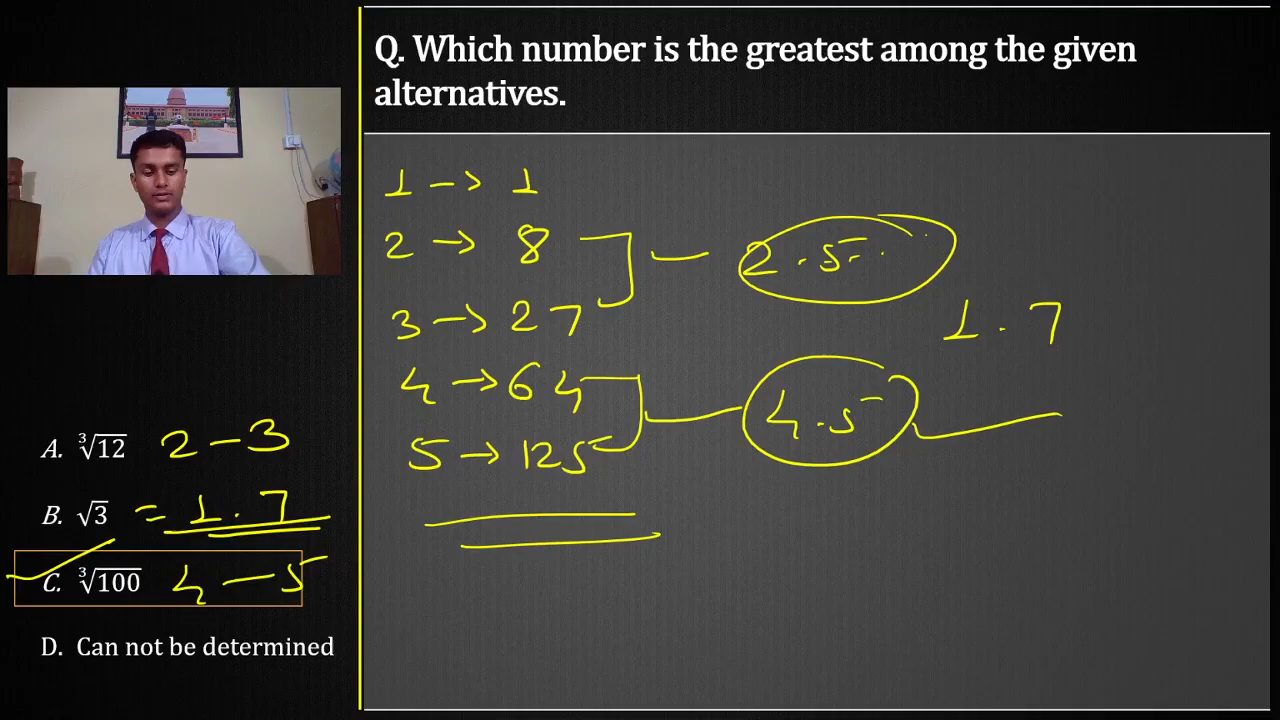 Q. Which number is the greatest among the given
alternatives.
1 -> 1
2 -> 8
3 -> 27
4 -> 64
5 -> 125
2.5
4.5
1.7
A. ∛12 2-3
B. √3 = 1.7
C. ∛100 4-5
D. Can not be determined